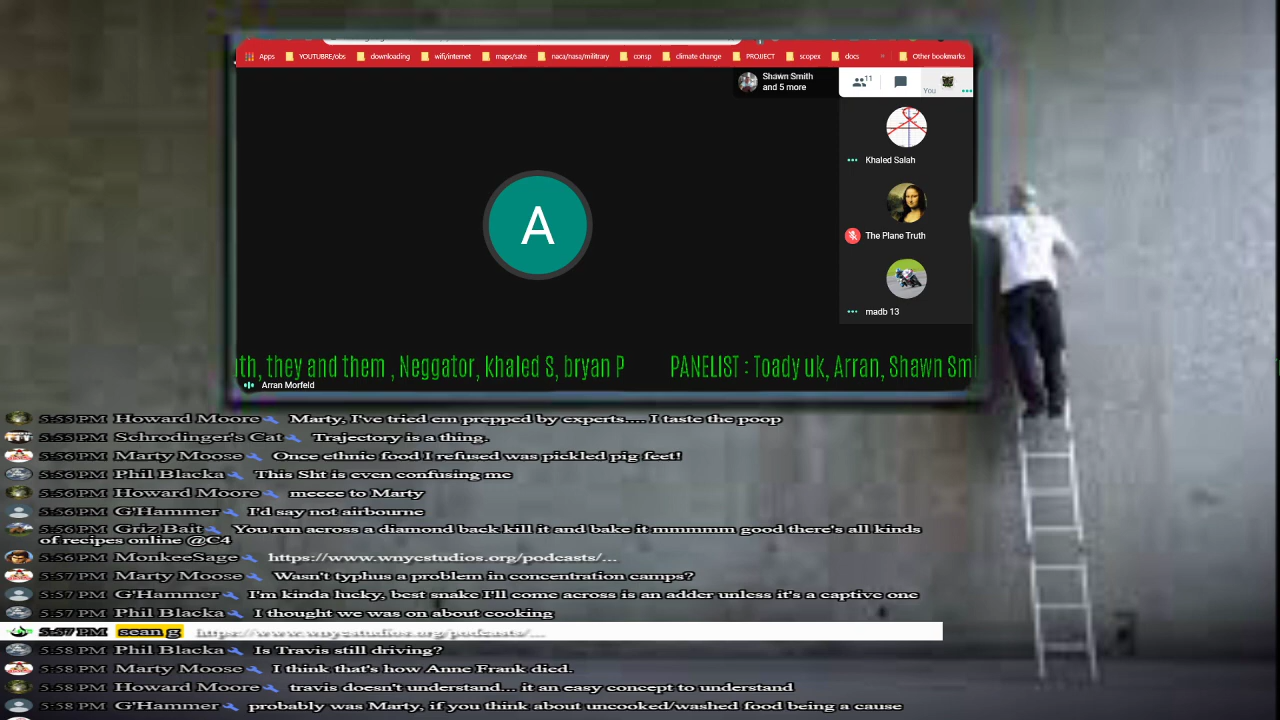 Apps YOUTUBRE/obs downloading wifi/internet maps/sate naca/nasa/militrary consp climate change PROJJECT scopex docs Other bookmarks
Shawn Smith
and 5 more
11
You
A
Khaled Salah
The Plane Truth
madb 13
uth, they and them , Neggator, khaled S, bryan P PANELIST : Toady uk, Arran, Shawn Smi
Arran Morfeld
5:55 PM Howard Moore Marty, I've tried em prepped by experts.... I taste the poop
5:55 PM Schrodinger's Cat Trajectory is a thing.
5:56 PM Marty Moose Once ethnic food I refused was pickled pig feet!
5:56 PM Phil Blacka This Sht is even confusing me
5:56 PM Howard Moore meeee to Marty
5:56 PM G'Hammer I'd say not airbourne
5:56 PM Griz Bait You run across a diamond back kill it and bake it mmmmm good there's all kinds
of recipes online @C4
5:56 PM MonkeeSage https://www.wnycstudios.org/podcasts/...
5:57 PM Marty Moose Wasn't typhus a problem in concentration camps?
5:57 PM G'Hammer I'm kinda lucky, best snake I'll come across is an adder unless it's a captive one
5:57 PM Phil Blacka I thought we was on about cooking
5:57 PM sean g https://www.wnycstudios.org/podcasts/...
5:58 PM Phil Blacka Is Travis still driving?
5:58 PM Marty Moose I think that's how Anne Frank died.
5:58 PM Howard Moore travis doesn't understand... it an easy concept to understand
5:58 PM G'Hammer probably was Marty, if you think about uncooked/washed food being a cause